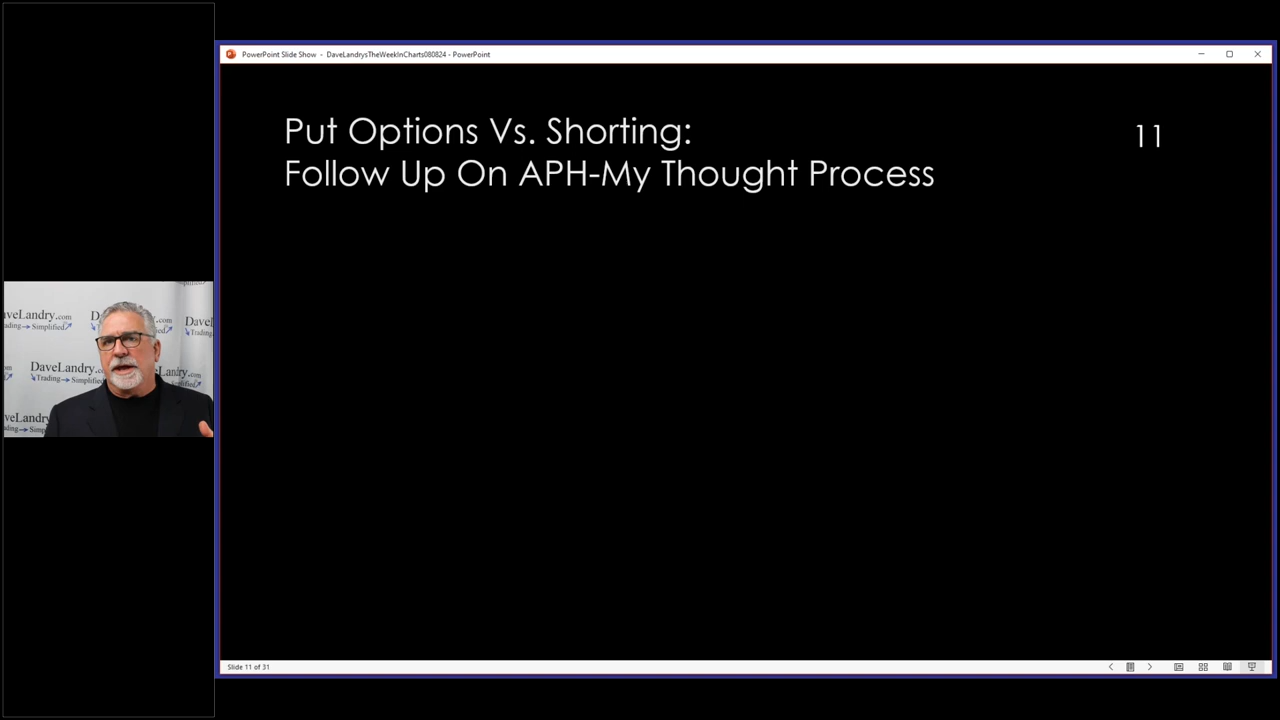 PowerPoint Slide Show - DaveLandrysTheWeekInCharts080824 - PowerPoint
Put Options Vs. Shorting:
11
Follow Up On APH-My Thought Process
DaveLandry.com
Trading Simplified
Slide 11 of 31